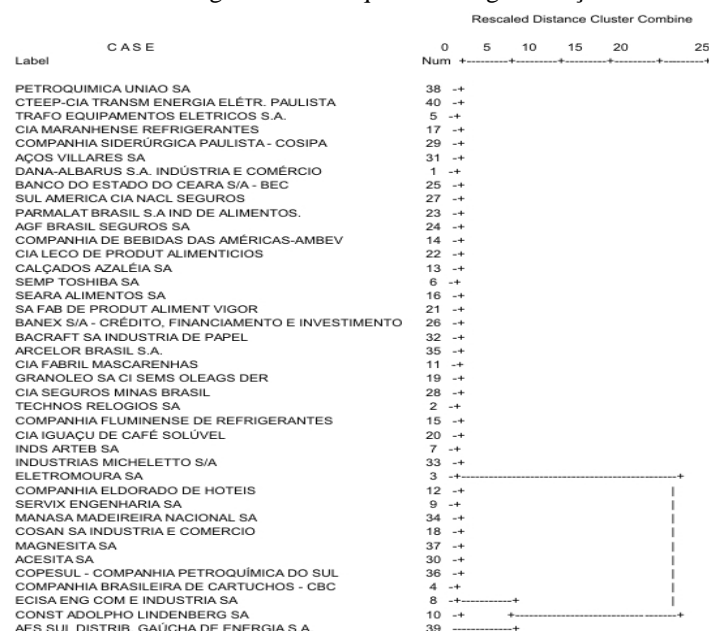 Rescaled Distance Cluster Combine
C A S E 0 5 10 15 20 25
Label Num +---------+---------+---------+---------+---------+
PETROQUIMICA UNIAO SA 38 -+
CTEEP-CIA TRANSM ENERGIA ELÉTR. PAULISTA 40 -+
TRAFO EQUIPAMENTOS ELETRICOS S.A. 5 -+
CIA MARANHENSE REFRIGERANTES 17 -+
COMPANHIA SIDERÚRGICA PAULISTA - COSIPA 29 -+
AÇOS VILLARES SA 31 -+
DANA-ALBARUS S.A. INDÚSTRIA E COMÉRCIO 1 -+
BANCO DO ESTADO DO CEARA S/A - BEC 25 -+
SUL AMERICA CIA NACL SEGUROS 27 -+
PARMALAT BRASIL S.A IND DE ALIMENTOS. 23 -+
AGF BRASIL SEGUROS SA 24 -+
COMPANHIA DE BEBIDAS DAS AMÉRICAS-AMBEV 14 -+
CIA LECO DE PRODUT ALIMENTICIOS 22 -+
CALÇADOS AZALÉIA SA 13 -+
SEMP TOSHIBA SA 6 -+
SEARA ALIMENTOS SA 16 -+
SA FAB DE PRODUT ALIMENT VIGOR 21 -+
BANEX S/A - CRÉDITO, FINANCIAMENTO E INVESTIMENTO 26 -+
BACRAFT SA INDUSTRIA DE PAPEL 32 -+
ARCELOR BRASIL S.A. 35 -+
CIA FABRIL MASCARENHAS 11 -+
GRANOLEO SA CI SEMS OLEAGS DER 19 -+
CIA SEGUROS MINAS BRASIL 28 -+
TECHNOS RELOGIOS SA 2 -+
COMPANHIA FLUMINENSE DE REFRIGERANTES 15 -+
CIA IGUAÇU DE CAFÉ SOLÚVEL 20 -+
INDS ARTEB SA 7 -+
INDUSTRIAS MICHELETTO S/A 33 -+
ELETROMOURA SA 3 -+-----------------------------------------------+
COMPANHIA ELDORADO DE HOTEIS 12 -+ |
SERVIX ENGENHARIA SA 9 -+ |
MANASA MADEIREIRA NACIONAL SA 34 -+ |
COSAN SA INDUSTRIA E COMERCIO 18 -+ |
MAGNESITA SA 37 -+ |
ACESITA SA 30 -+ |
COPESUL - COMPANHIA PETROQUÍMICA DO SUL 36 -+ |
COMPANHIA BRASILEIRA DE CARTUCHOS - CBC 4 -+ |
ECISA ENG COM E INDUSTRIA SA 8 -+-----------+ |
CONST ADOLPHO LINDENBERG SA 10 -+ +-----------------------------------+
AES SUL DISTRIB. GAÚCHA DE ENERGIA S.A. 39 -------------+